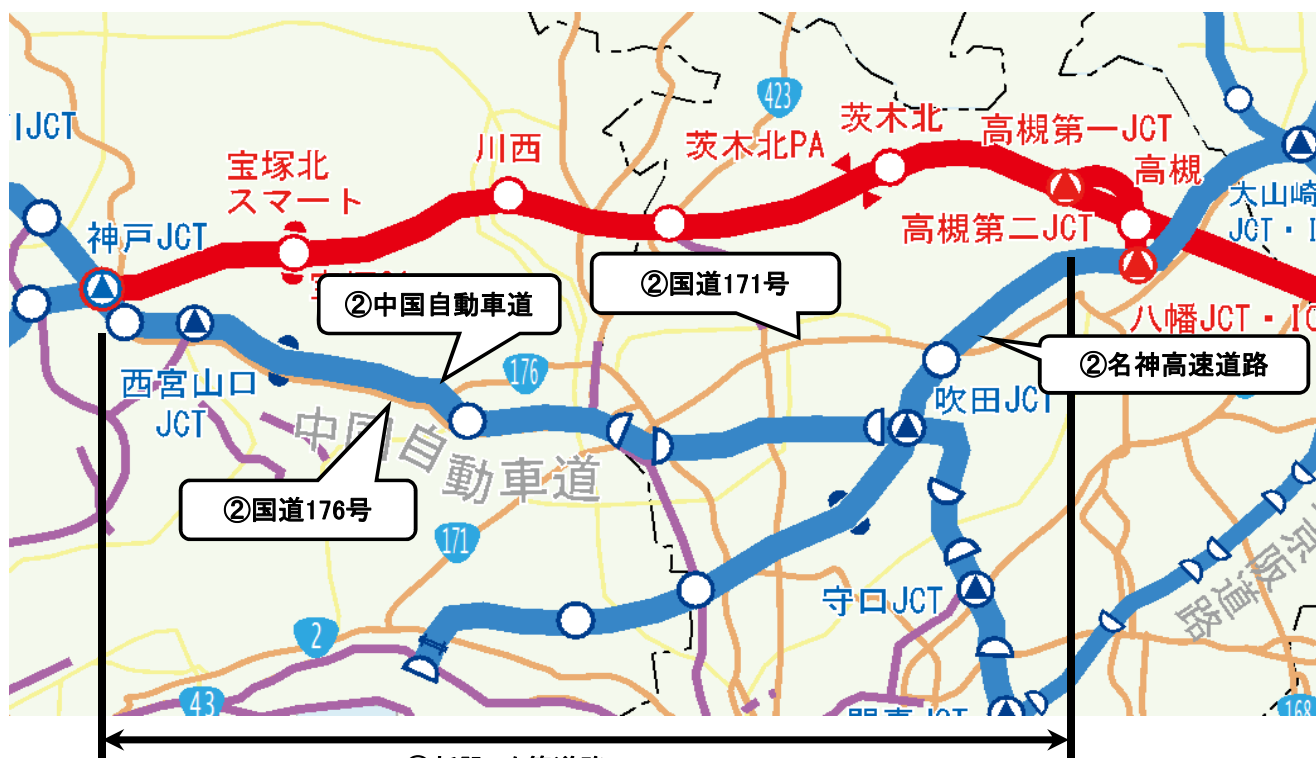 423
茨木北
高槻第一JCT
IJCT
川西
茨木北PA
宝塚北
スマート
高槻
大山崎
JCT・I
神戸JCT
高槻第二JCT
②国道171号
②中国自動車道
八幡JCT・IC
②名神高速道路
176
西宮山口
JCT
吹田JCT
中国自動車道
②国道176号
171
京阪道路
守口JCT
2
43
168